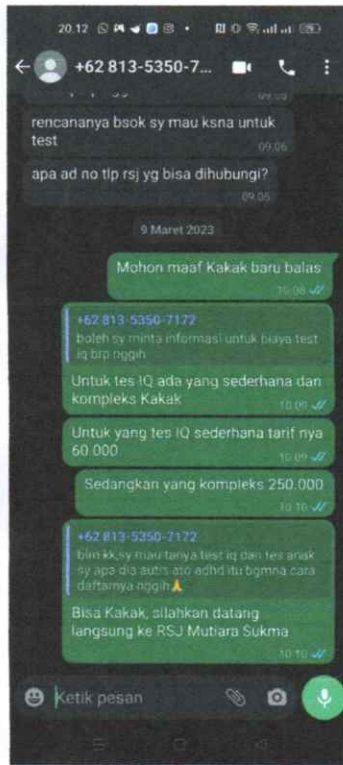 20.12
+62 813-5350-7...
09.06
rencananya bsok sy mau ksna untuk
test
09.06
apa ad no tlp rsj yg bisa dihubungi?
09.06
9 Maret 2023
Mohon maaf Kakak baru balas
10.08
+62 813-5350-7172
boleh sy minta informasi untuk biaya test
iq brp nggih
Untuk tes IQ ada yang sederhana dan
kompleks Kakak
10.09
Untuk yang tes IQ sederhana tarif nya
60.000
10.09
Sedangkan yang kompleks 250.000
10.10
+62 813-5350-7172
blm kk,sy mau tanya test iq dan tes anak
sy apa dia autis ato adhd itu bgmna cara
daftarnya nggih🙏
Bisa Kakak, silahkan datang
langsung ke RSJ Mutiara Sukma
10.10
Ketik pesan